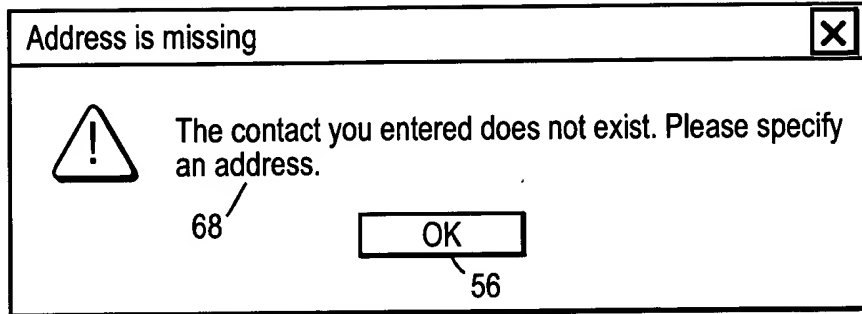 Address is missing
The contact you entered does not exist. Please specify
an address.
68
OK
56